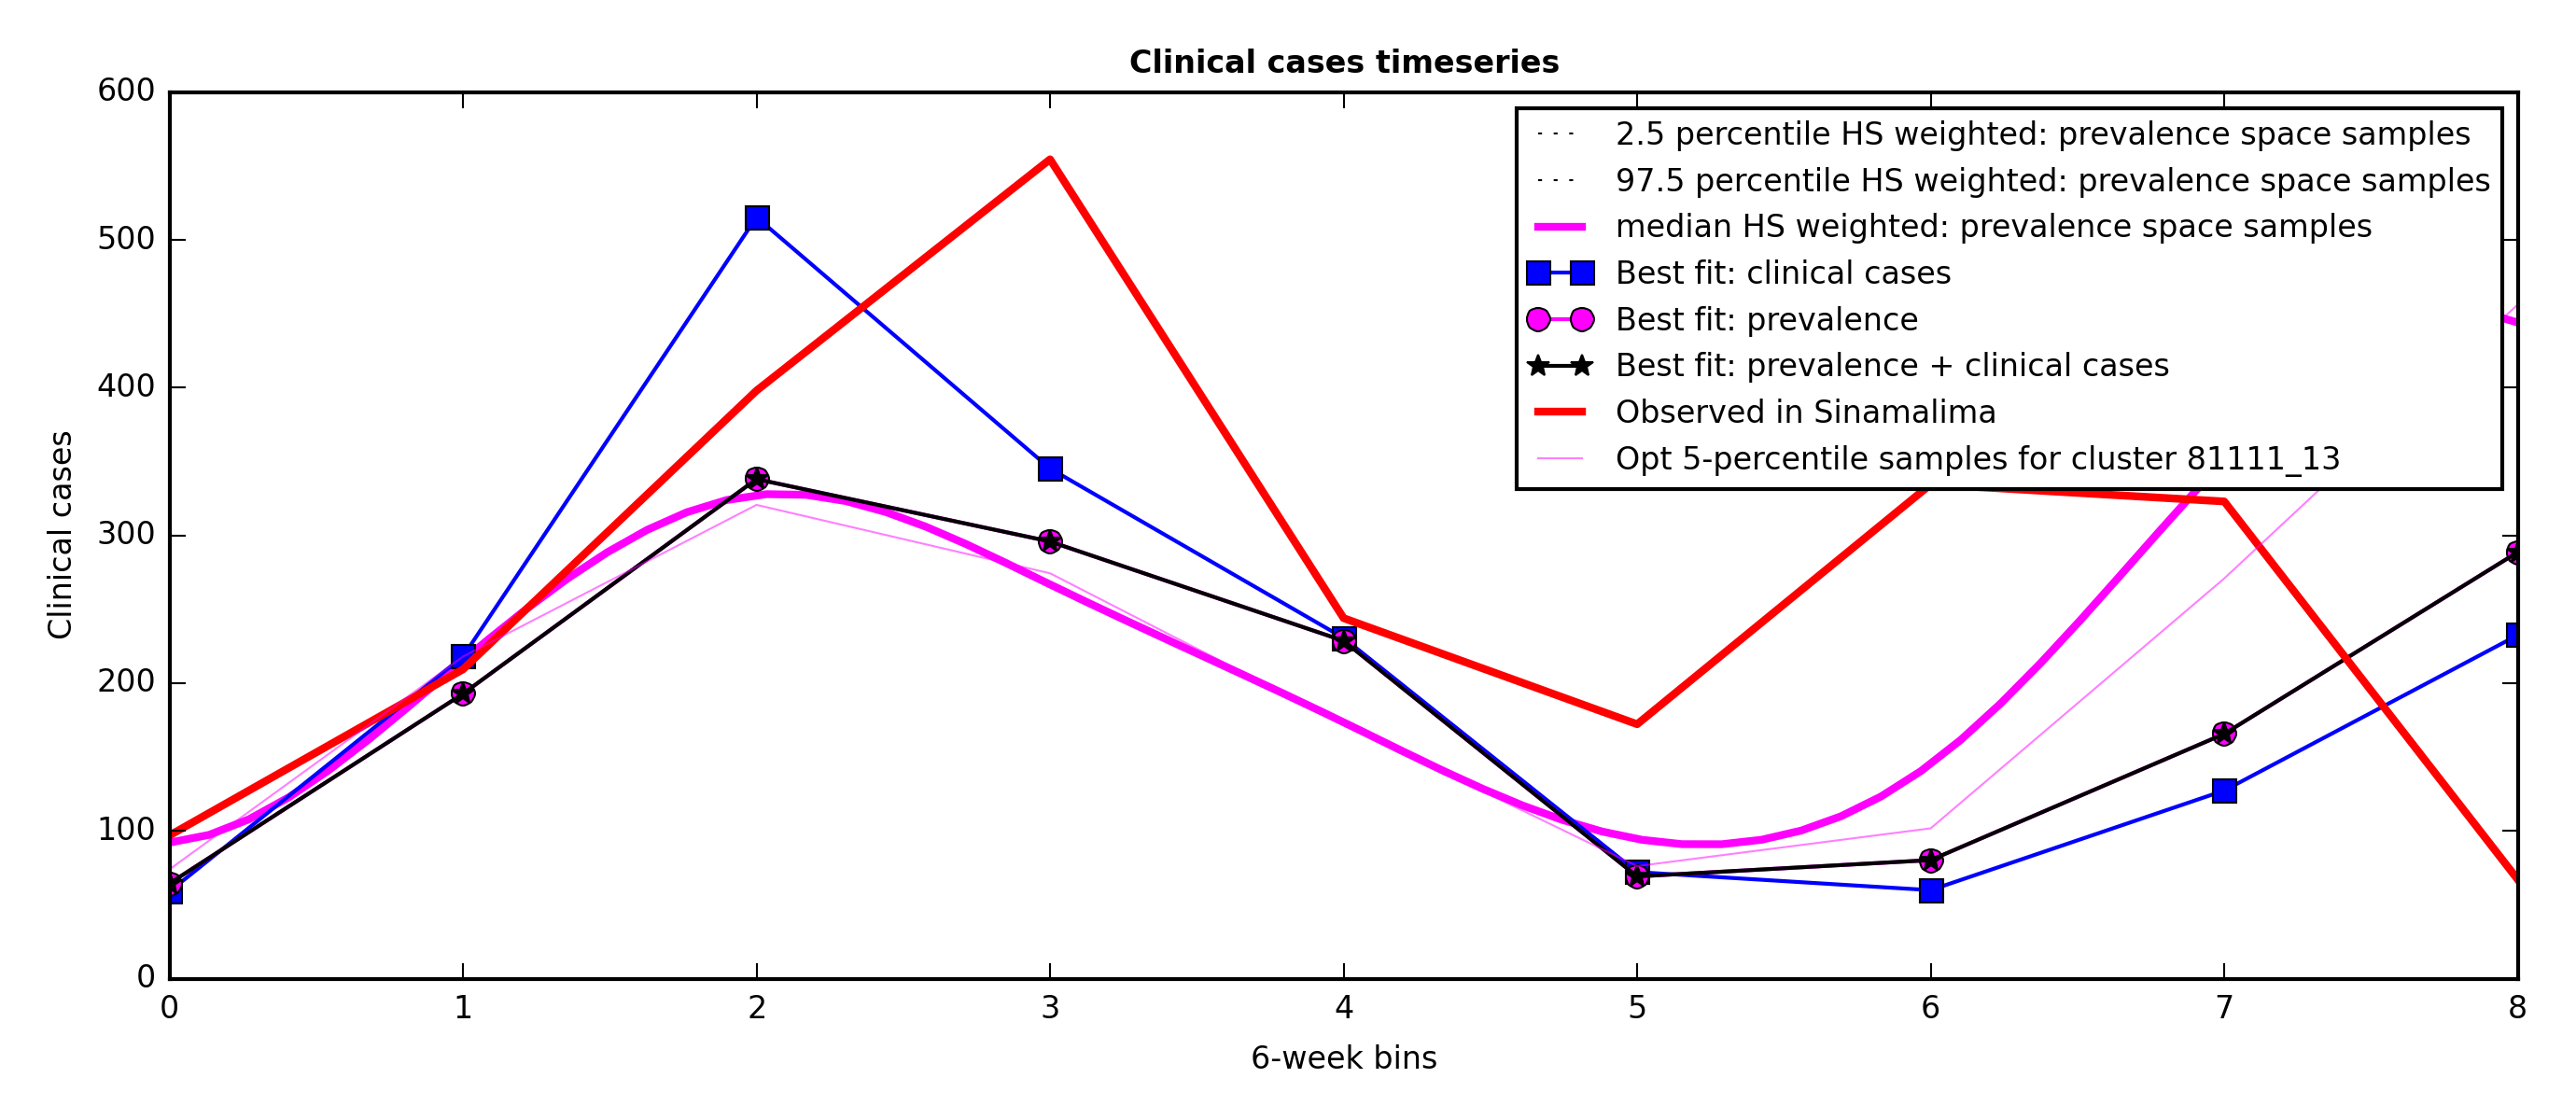 Clinical cases timeseries
600
500
400
300
200
100
0
Clinical cases
2.5 percentile HS weighted: prevalence space samples
97.5 percentile HS weighted: prevalence space samples
median HS weighted: prevalence space samples
Best fit: clinical cases
Best fit: prevalence
Best fit: prevalence + clinical cases
Observed in Sinamalima
Opt 5-percentile samples for cluster 81111_13
0 1 2 3 4 5 6 7 8
6-week bins